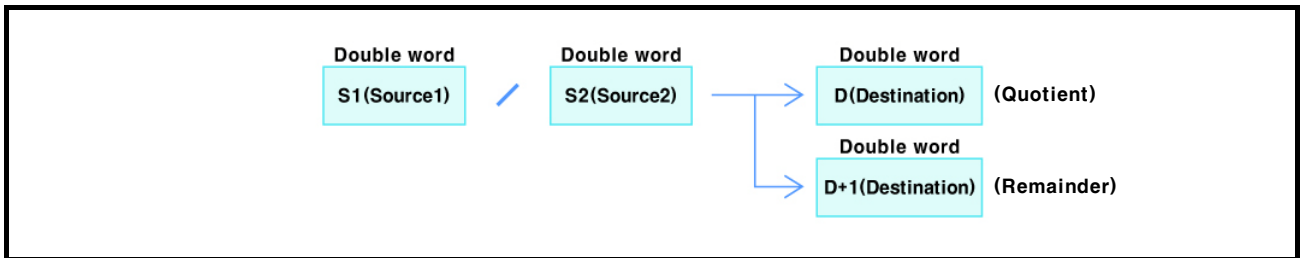 Double word Double word Double word
S1(Source1) / S2(Source2) D(Destination) (Quotient)
Double word
D+1(Destination) (Remainder)